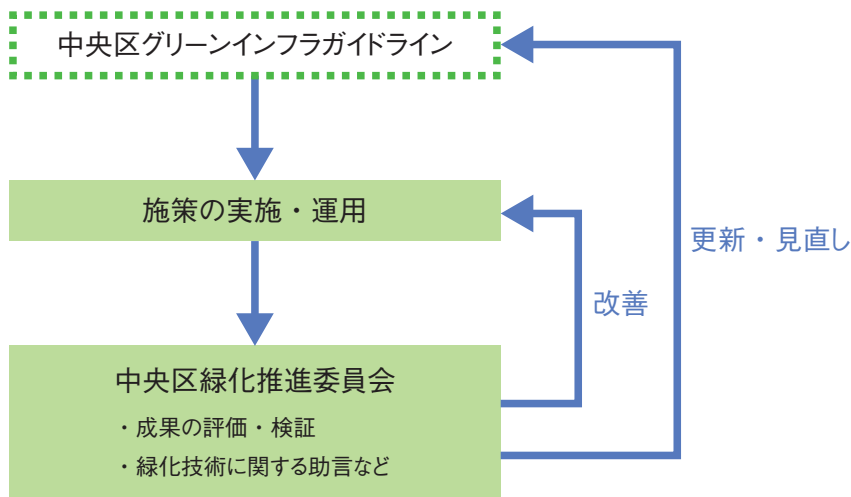 中央区グリーンインフラガイドライン
施策の実施・運用
更新・見直し
改善
中央区緑化推進委員会
・成果の評価・検証
・緑化技術に関する助言など